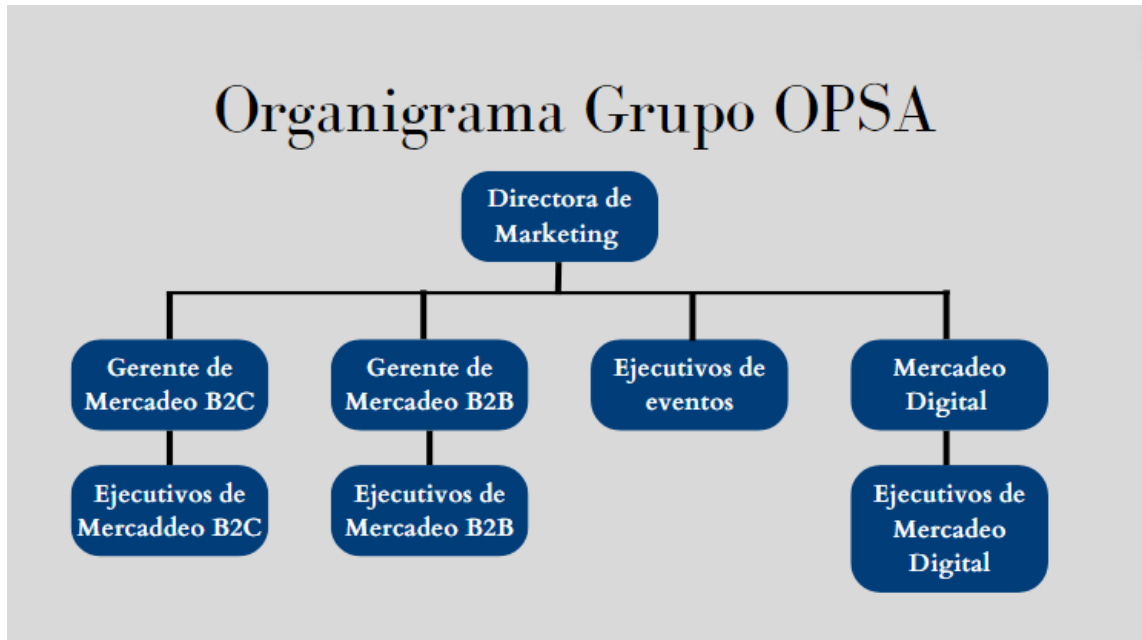 Organigrama Grupo OPSA
Directora de
Marketing
Gerente de
Mercadeo B2C
Gerente de
Mercadeo B2B
Ejecutivos de
eventos
Mercadeo
Digital
Ejecutivos de
Mercaddeo B2C
Ejecutivos de
Mercadeo B2B
Ejecutivos de
Mercadeo
Digital